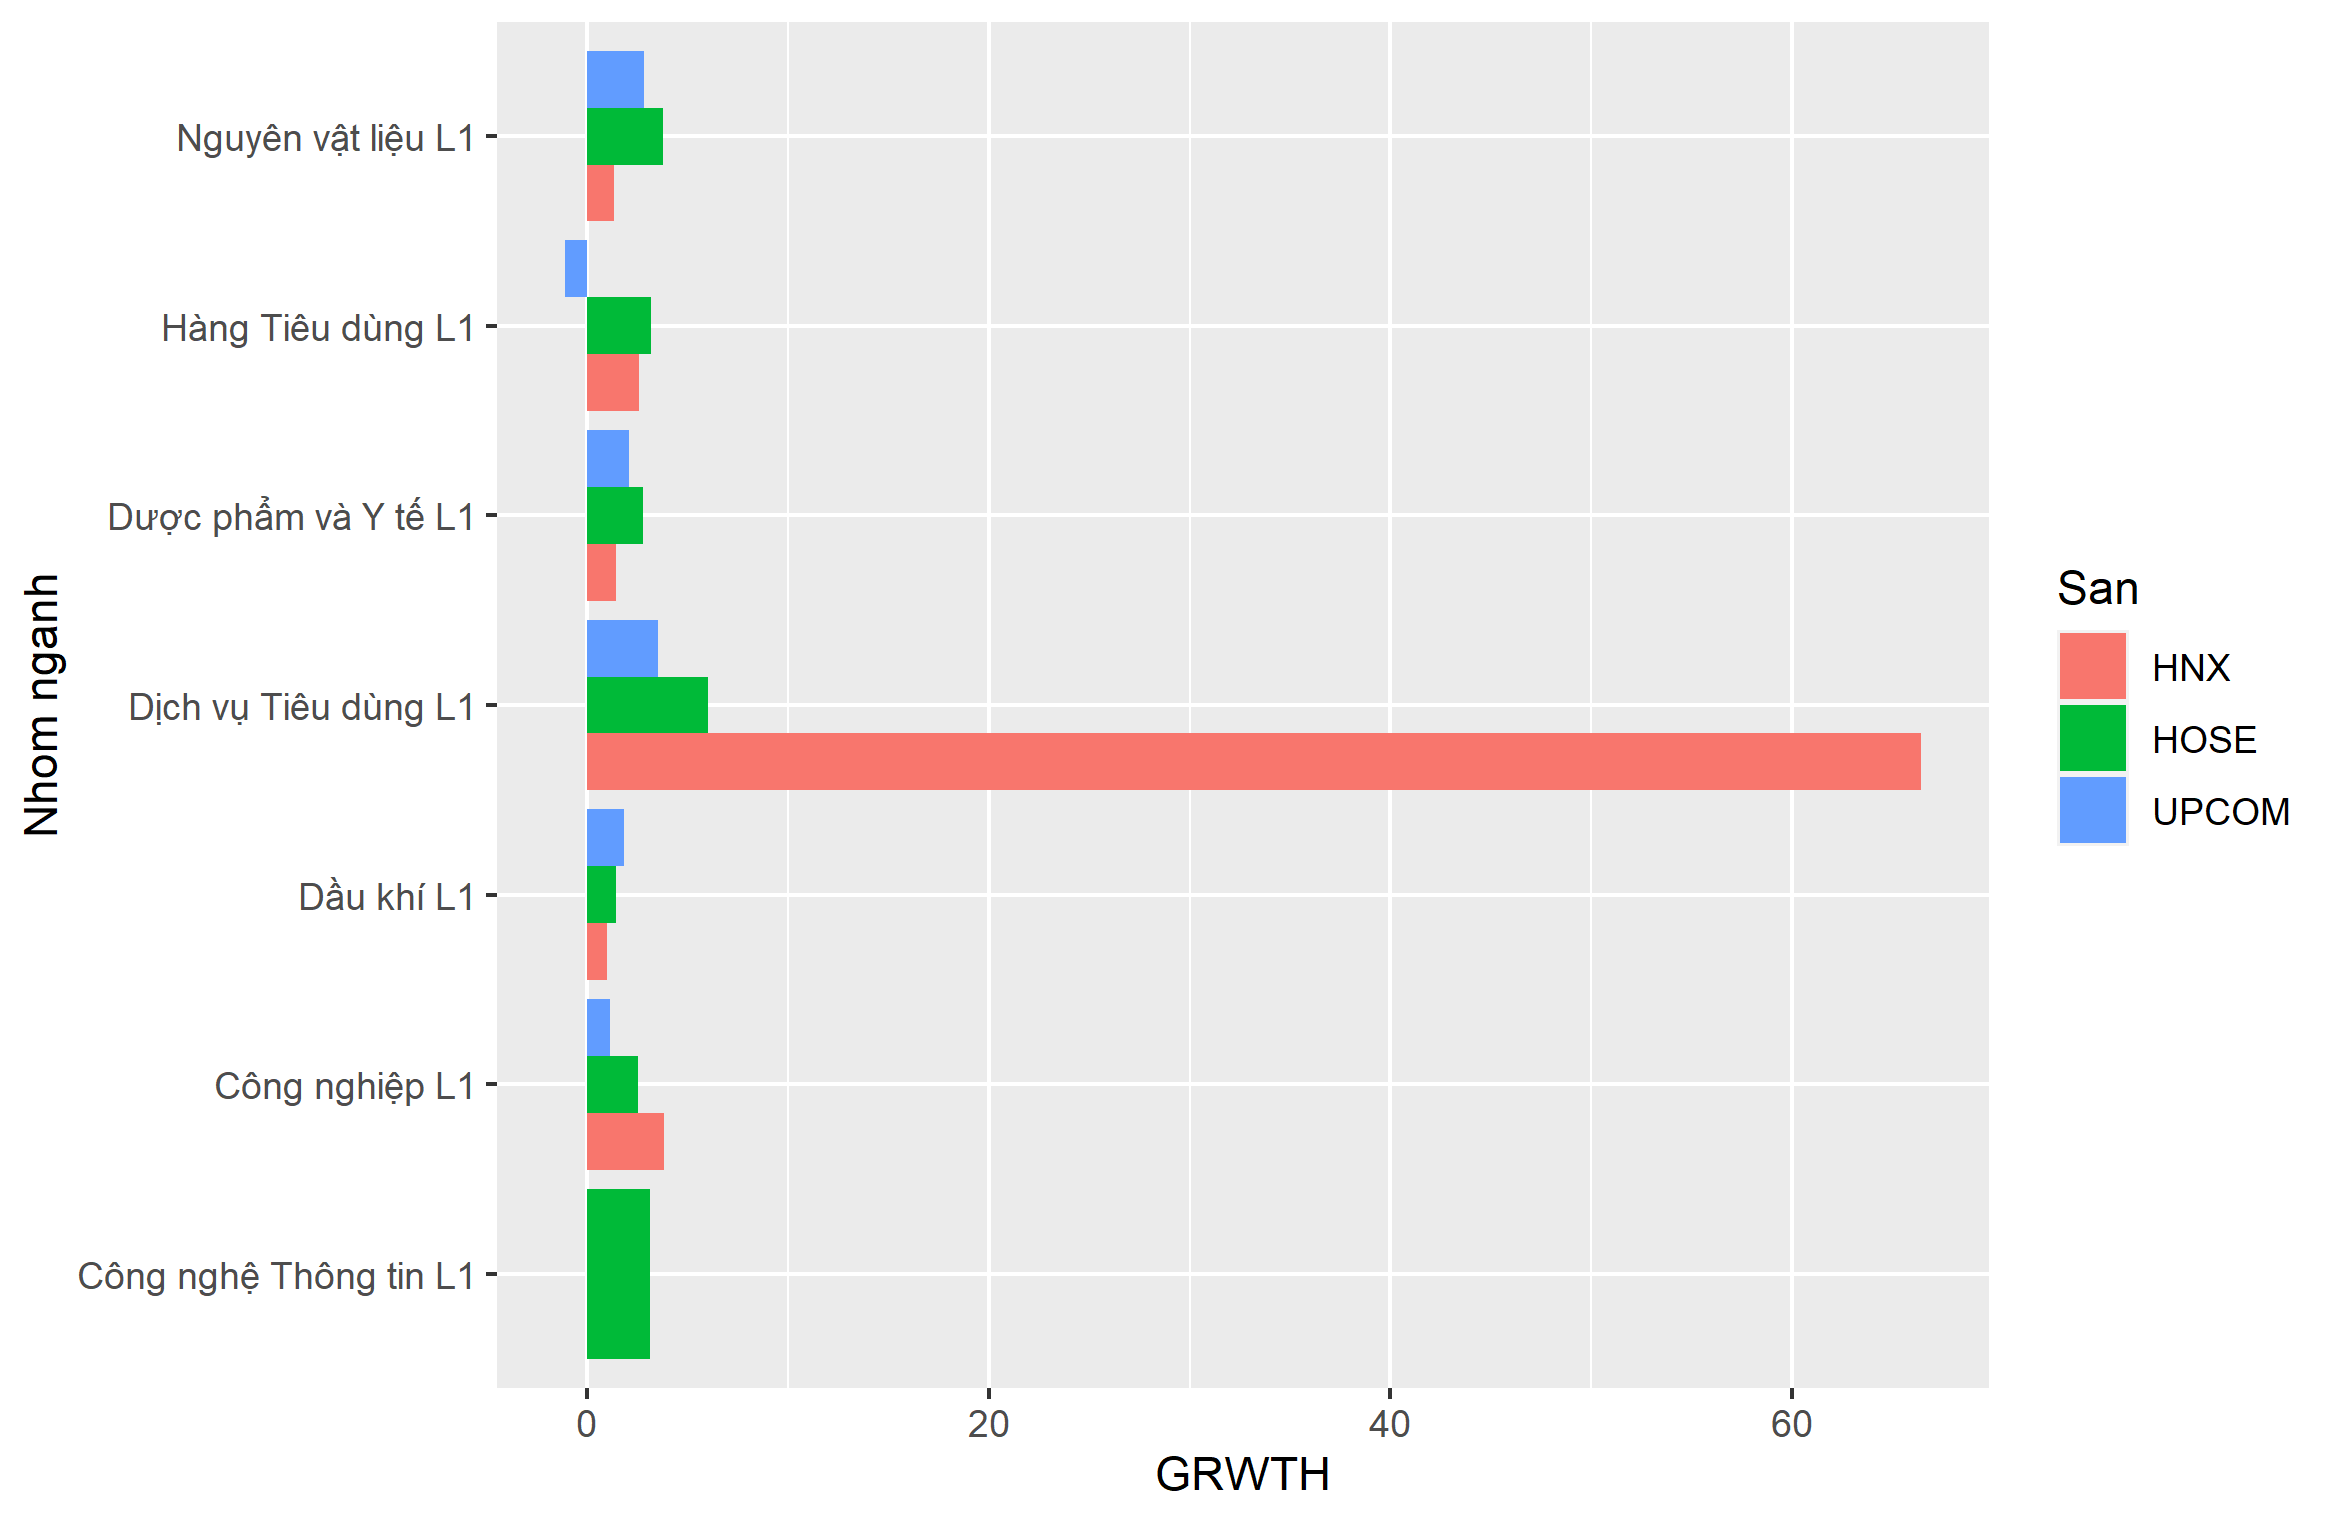 Nhom nganh
Nguyên vật liệu L1
Hàng Tiêu dùng L1
Dược phẩm và Y tế L1
Dịch vụ Tiêu dùng L1
Dầu khí L1
Công nghiệp L1
Công nghệ Thông tin L1
0 20 40 60
GRWTH
San
HNX
HOSE
UPCOM